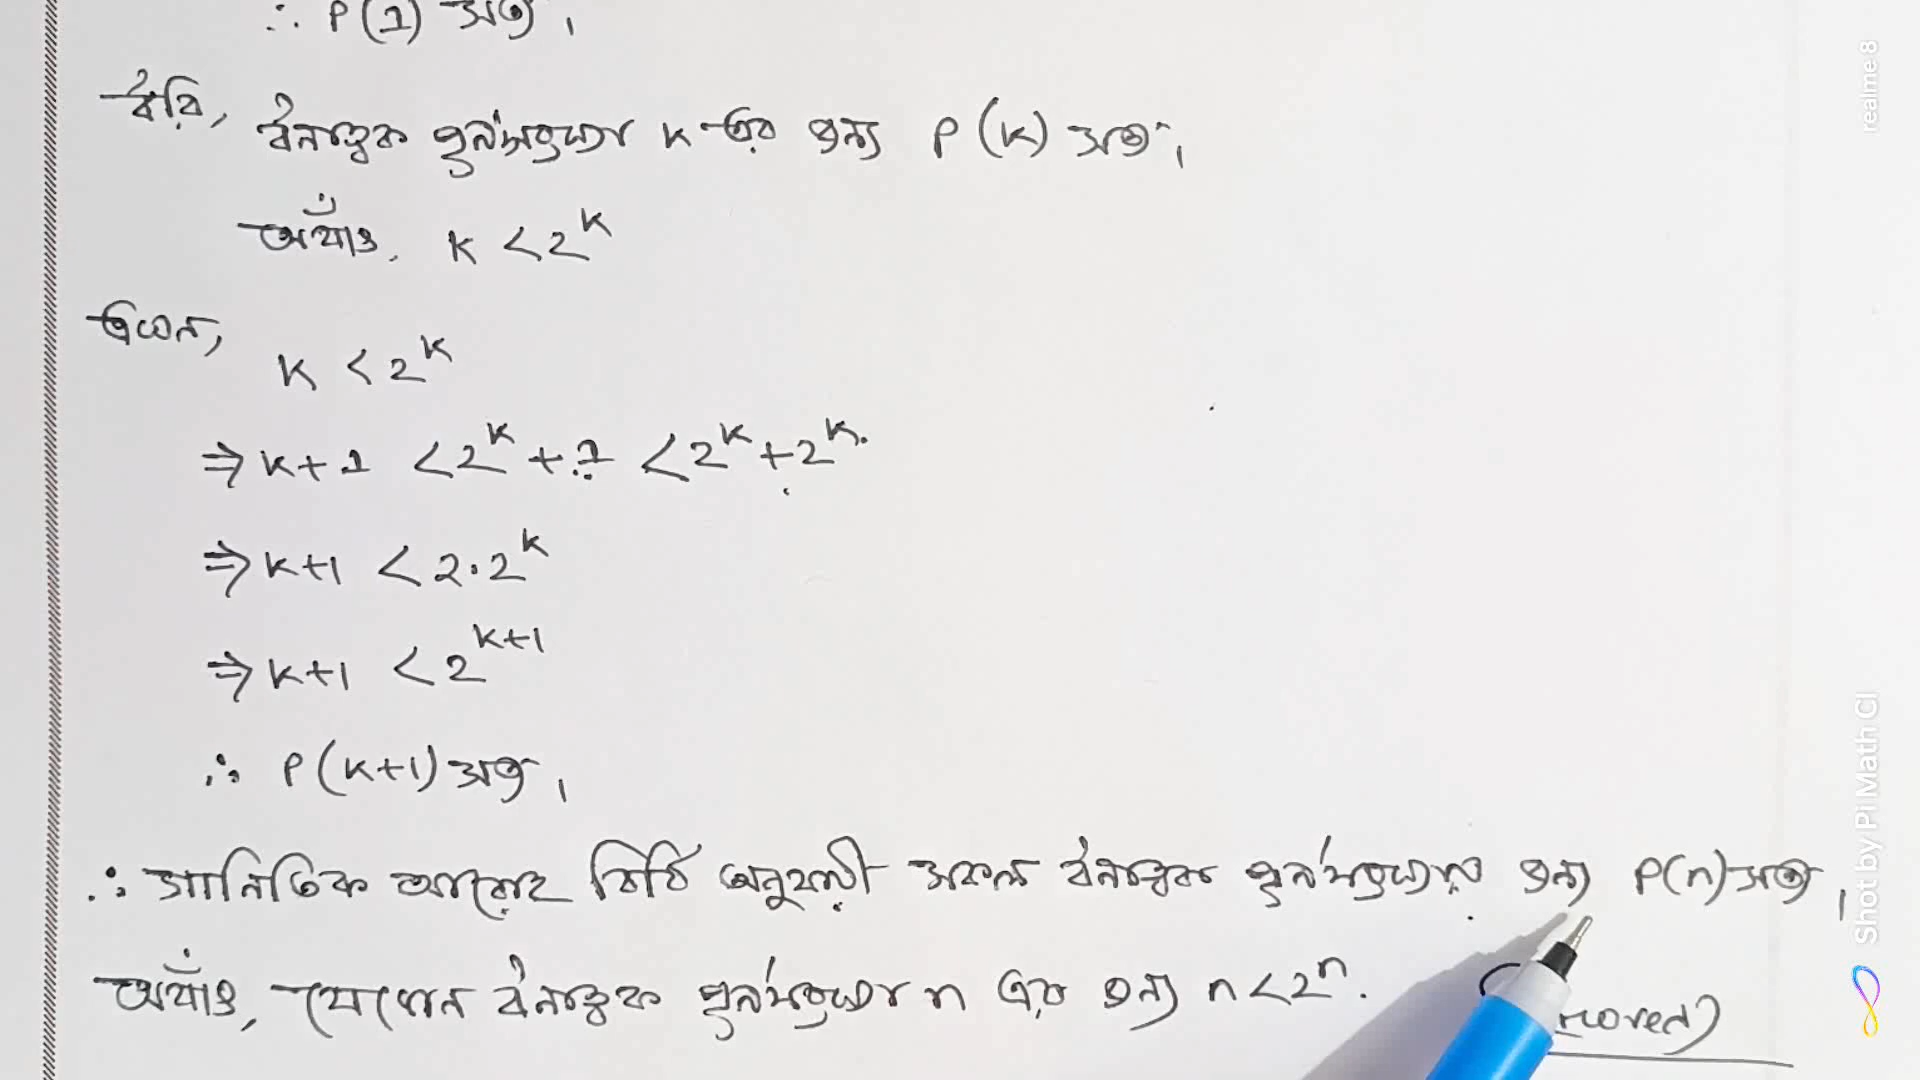 ∴ P(1) সত্য।
ধরি, ধনাত্মক পূর্ণসংখ্যা k এর জন্য P(k) সত্য।
অর্থাৎ, k < 2^k
এখন,
k < 2^k
⇒ k+1 < 2^k + 1 < 2^k + 2^k.
⇒ k+1 < 2.2^k
⇒ k+1 < 2^{k+1}
∴ P(k+1) সত্য।
∴ গানিতিক আরোহ বিধি অনুযায়ী সকল ধনাত্মক পূর্ণসংখ্যার জন্য P(n) সত্য।
অর্থাৎ, যেকোন ধনাত্মক পূর্ণসংখ্যা n এর জন্য n < 2^n.
realme 8
Shot by Pi Math Cl